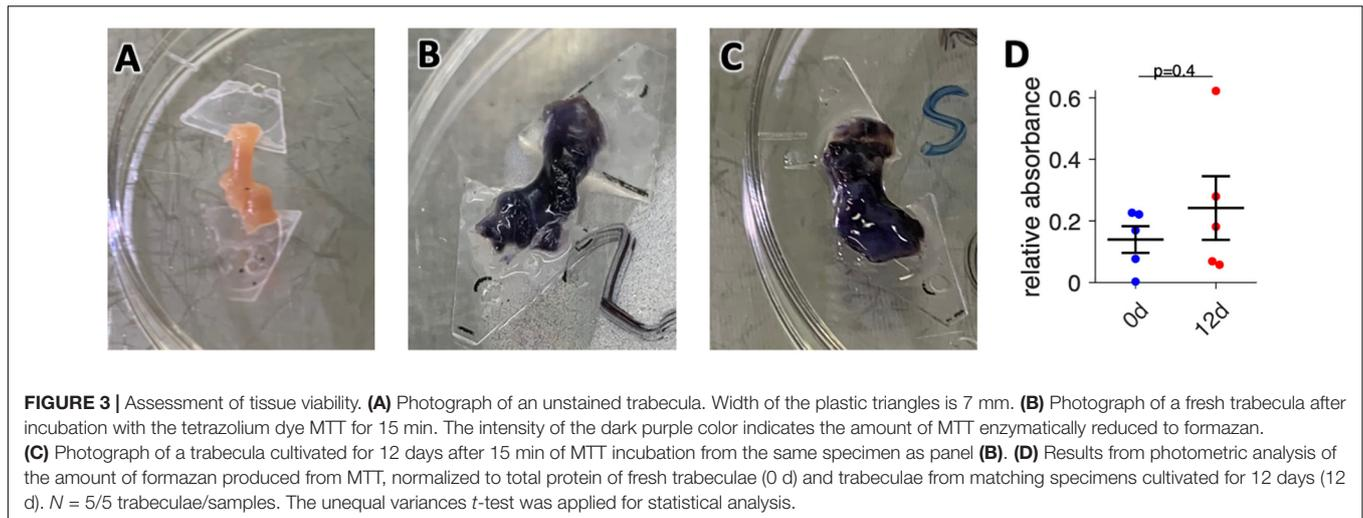 A
B
C
S
D
p=0.4
relative absorbance
0.6
0.4
0.2
0
0d
12d
FIGURE 3 | Assessment of tissue viability. (A) Photograph of an unstained trabecula. Width of the plastic triangles is 7 mm. (B) Photograph of a fresh trabecula after
incubation with the tetrazolium dye MTT for 15 min. The intensity of the dark purple color indicates the amount of MTT enzymatically reduced to formazan.
(C) Photograph of a trabecula cultivated for 12 days after 15 min of MTT incubation from the same specimen as panel (B). (D) Results from photometric analysis of
the amount of formazan produced from MTT, normalized to total protein of fresh trabeculae (0 d) and trabeculae from matching specimens cultivated for 12 days (12
d). N = 5/5 trabeculae/samples. The unequal variances t-test was applied for statistical analysis.